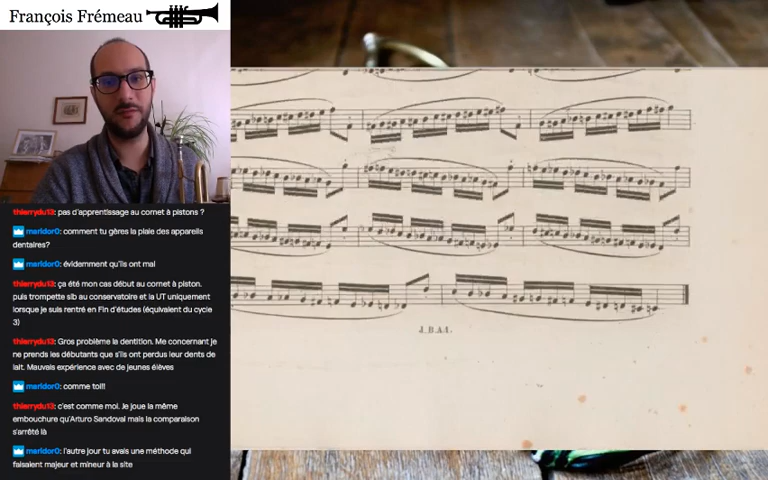 François Frémeau
thierrydu13: pas d'apprentissage au cornet à pistons ?
maridor0: comment tu gères la plaie des appareils
dentaires?
maridor0: évidemment qu'ils ont mal
thierrydu13: ça été mon cas début au cornet à piston.
puis trompette sib au conservatoire et la UT uniquement
lorsque je suis rentré en Fin d'études (équivalent du cycle
3)
thierrydu13: Gros problème la dentition. Me concernant je
ne prends les débutants que s'ils ont perdus leur dents de
lait. Mauvais expérience avec de jeunes élèves
maridor0: comme toi!!
thierrydu13: c'est comme moi. Je joue la même
embouchure qu'Arturo Sandoval mais la comparaison
s'arrêté là
maridor0: l'autre jour tu avais une méthode qui
faisaient majeur et mineur à la site
J.B.A.1.